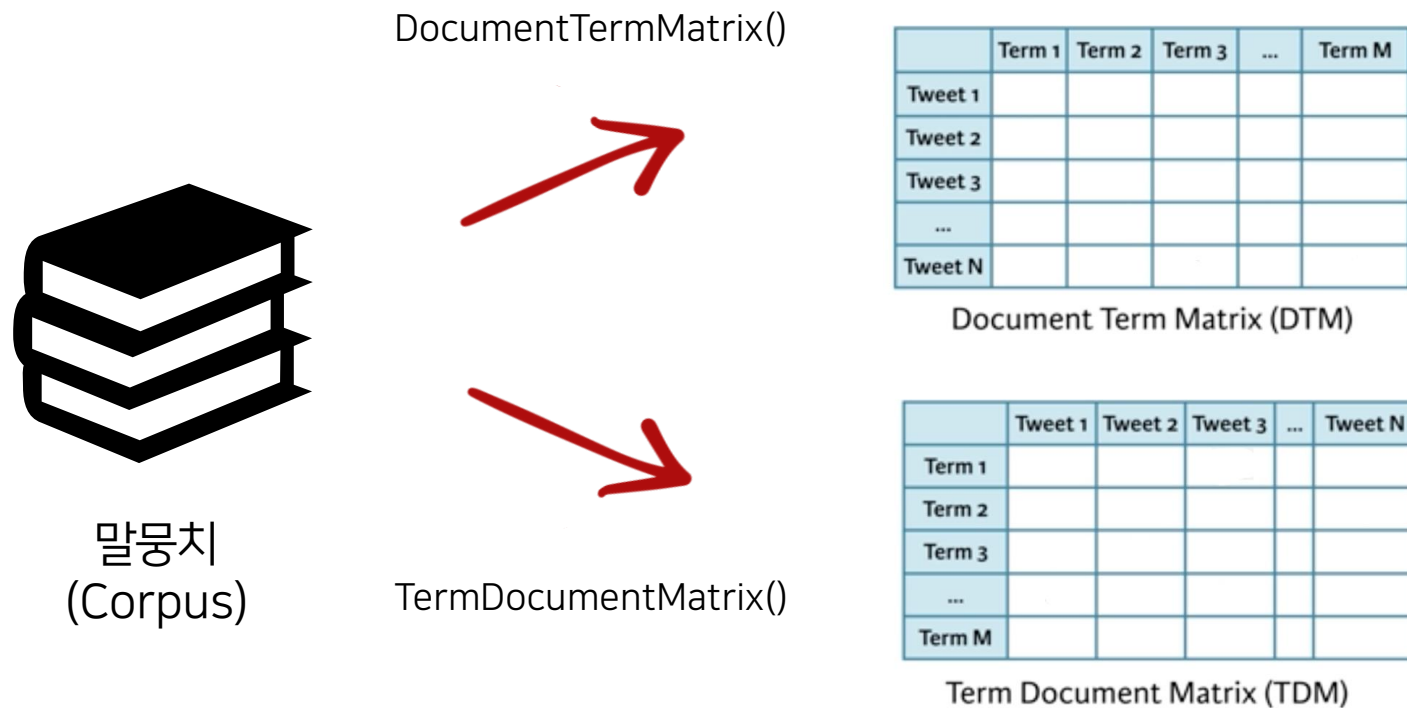 DocumentTermMatrix()
Term 1 Term 2 Term 3 ... Term M
Tweet 1
Tweet 2
Tweet 3
...
Tweet N
Document Term Matrix (DTM)
말뭉치
(Corpus)
TermDocumentMatrix()
Tweet 1 Tweet 2 Tweet 3 ... Tweet N
Term 1
Term 2
Term 3
...
Term M
Term Document Matrix (TDM)